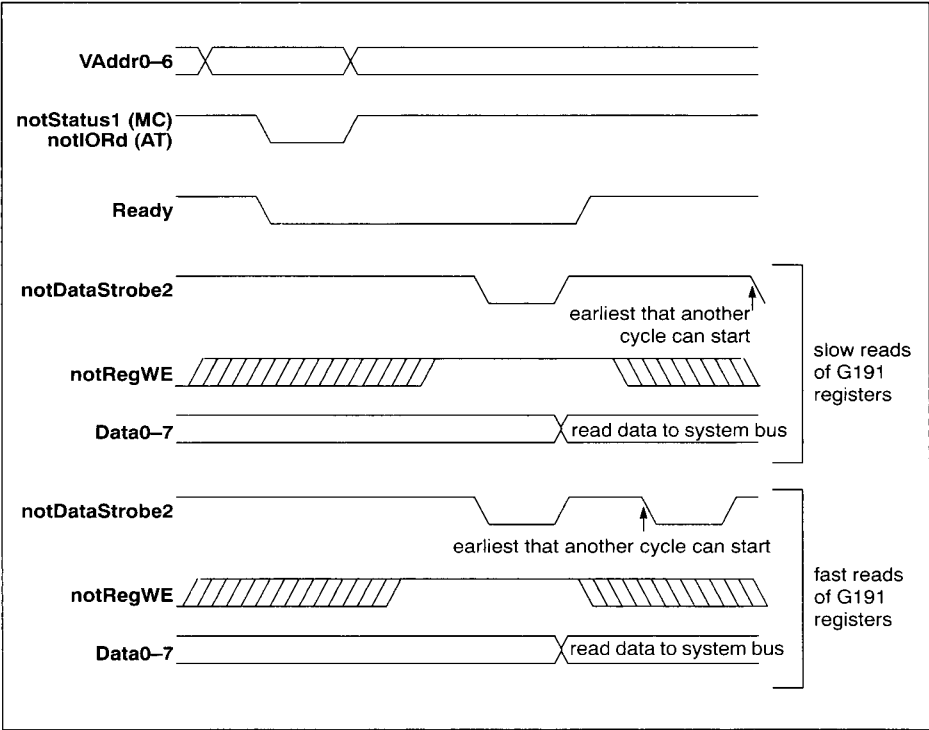 VAddr0–6
notStatus1 (MC)
notIORd (AT)
Ready
notDataStrobe2
earliest that another
cycle can start
notRegWE
Data0–7
read data to system bus
slow reads
of G191
registers
notDataStrobe2
earliest that another cycle can start
notRegWE
Data0–7
read data to system bus
fast reads
of G191
registers